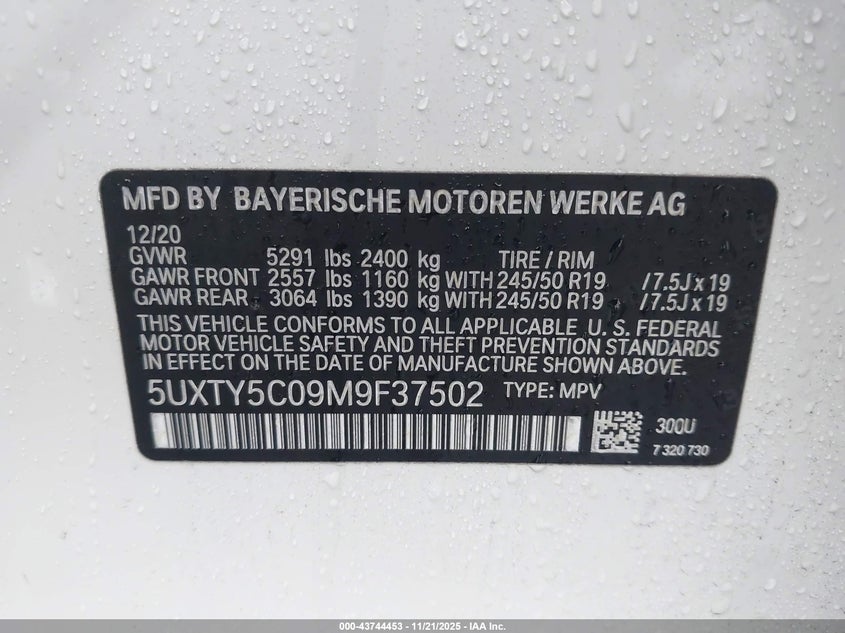 MFD BY BAYERISCHE MOTOREN WERKE AG
12/20
GVWR 5291 lbs 2400 kg TIRE / RIM
GAWR FRONT 2557 lbs 1160 kg WITH 245/50 R19 /7.5J x 19
GAWR REAR 3064 lbs 1390 kg WITH 245/50 R19 /7.5J x 19
THIS VEHICLE CONFORMS TO ALL APPLICABLE U. S. FEDERAL
MOTOR VEHICLE SAFETY AND THEFT PREVENTION STANDARDS
IN EFFECT ON THE DATE OF MANUFACTURE SHOWN ABOVE.
5UXTY5C09M9F37502 TYPE: MPV
300U
7 320 730
000-43744453 - 11/21/2025 - IAA Inc.